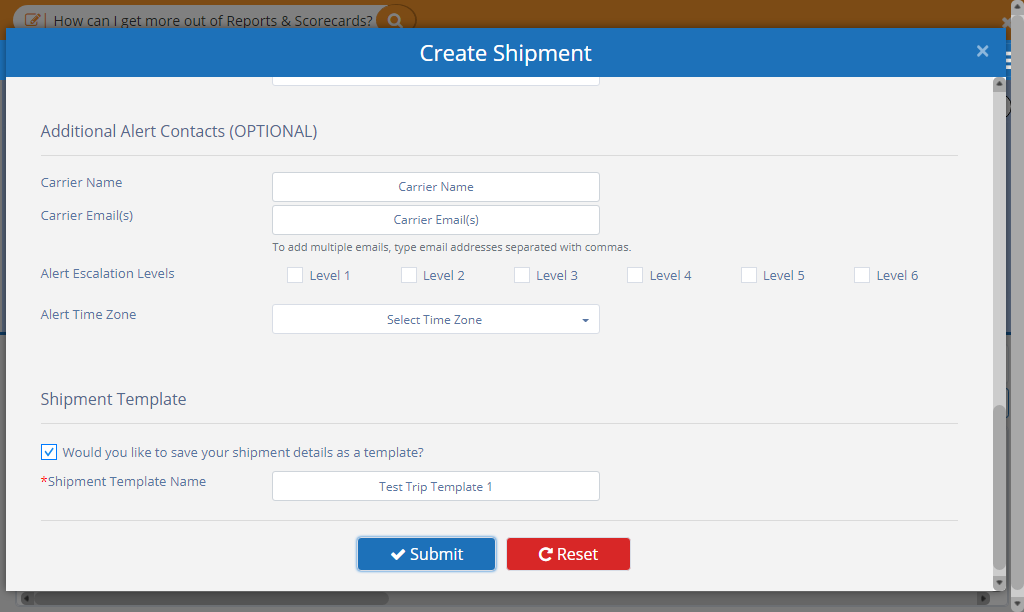 How can I get more out of Reports & Scorecards?
Create Shipment
Additional Alert Contacts (OPTIONAL)
Carrier Name
Carrier Name
Carrier Email(s)
Carrier Email(s)
To add multiple emails, type email addresses separated with commas.
Alert Escalation Levels
Level 1 Level 2 Level 3 Level 4 Level 5 Level 6
Alert Time Zone
Select Time Zone
Shipment Template
Would you like to save your shipment details as a template?
*Shipment Template Name
Test Trip Template 1
Submit Reset